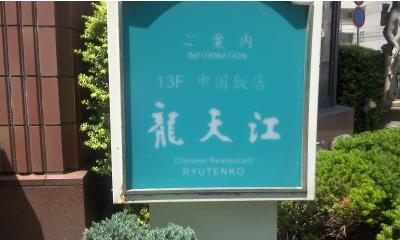 ご案内
INFORMATION
13F 中国飯店
龍天江
Chinese Restaurant
RYUTENKO